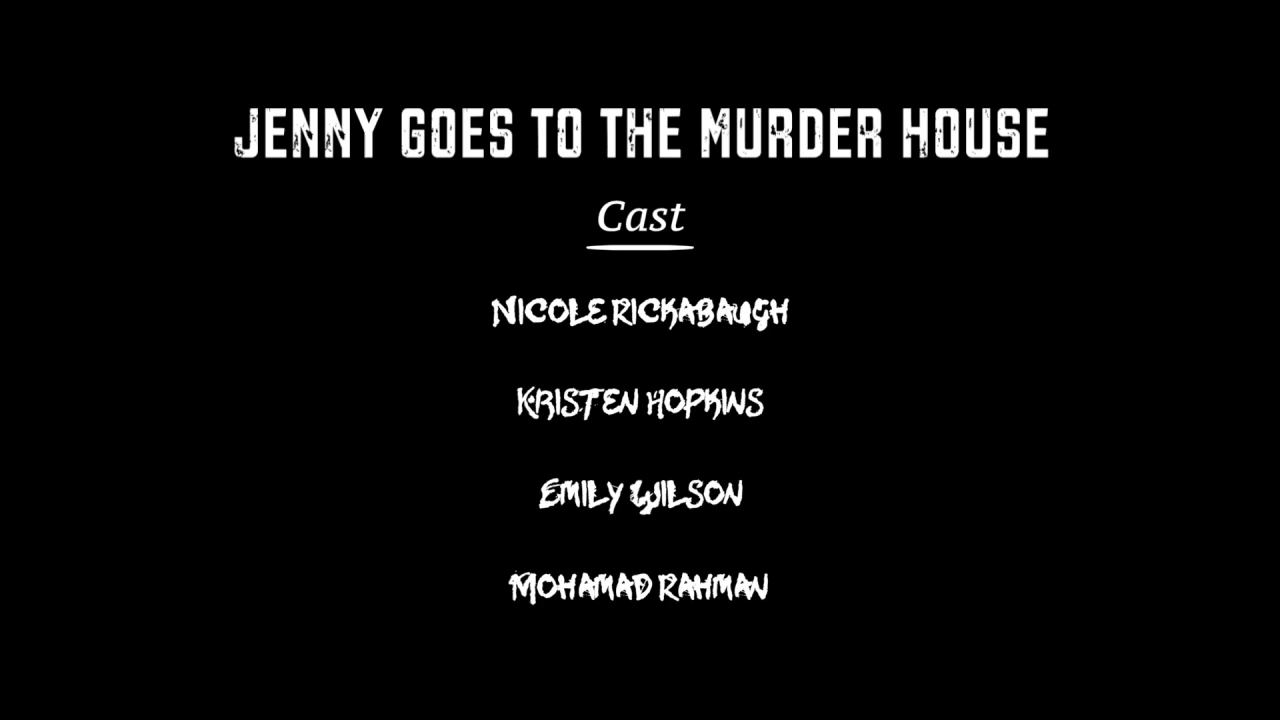 JENNY GOES TO THE MURDER HOUSE
Cast
NICOLE RICKABAUGH
KRISTEN HOPKINS
EMILY WILSON
MOHAMAD RAHMAN